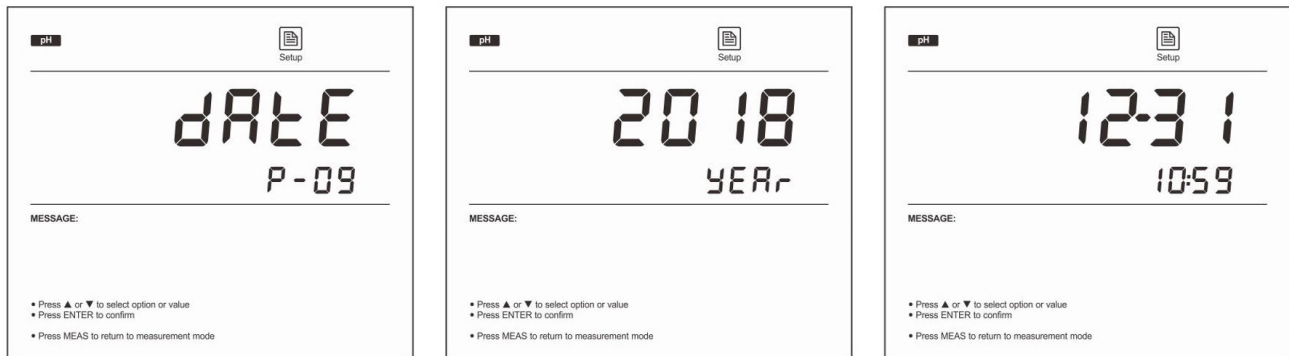 pH
Setup
dAtE
P-09
MESSAGE:
• Press ▲ or ▼ to select option or value
• Press ENTER to confirm
• Press MEAS to return to measurement mode
pH
Setup
2018
YEAr
MESSAGE:
• Press ▲ or ▼ to select option or value
• Press ENTER to confirm
• Press MEAS to return to measurement mode
pH
Setup
12-31
10:59
MESSAGE:
• Press ▲ or ▼ to select option or value
• Press ENTER to confirm
• Press MEAS to return to measurement mode